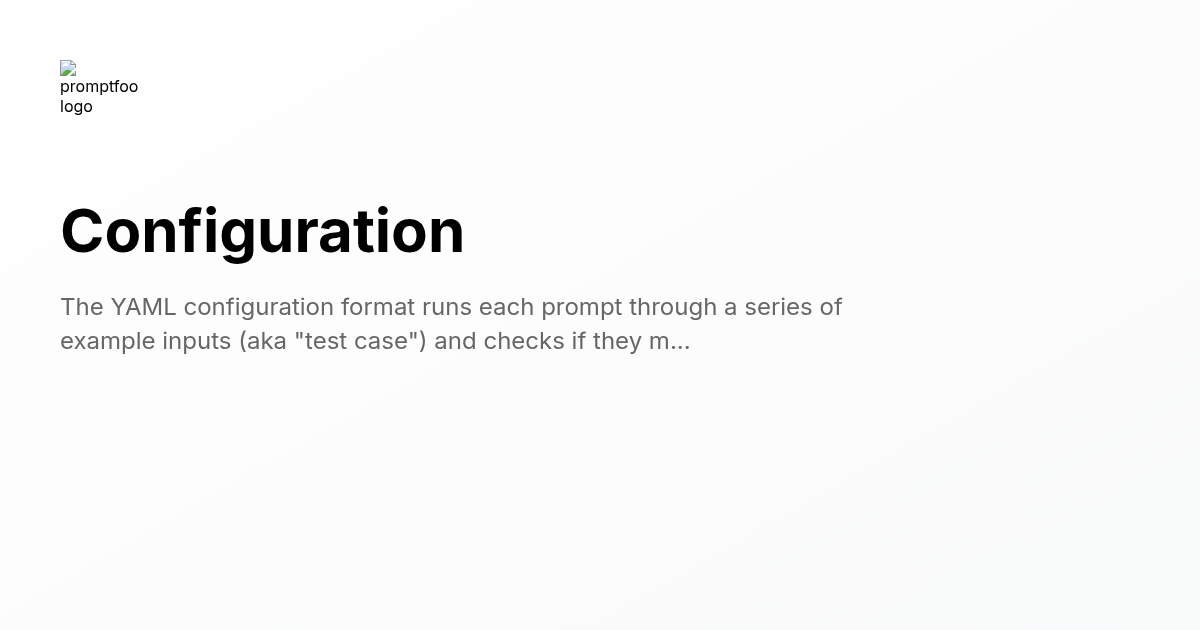 promptfoo
logo
Configuration
The YAML configuration format runs each prompt through a series of
example inputs (aka "test case") and checks if they m...